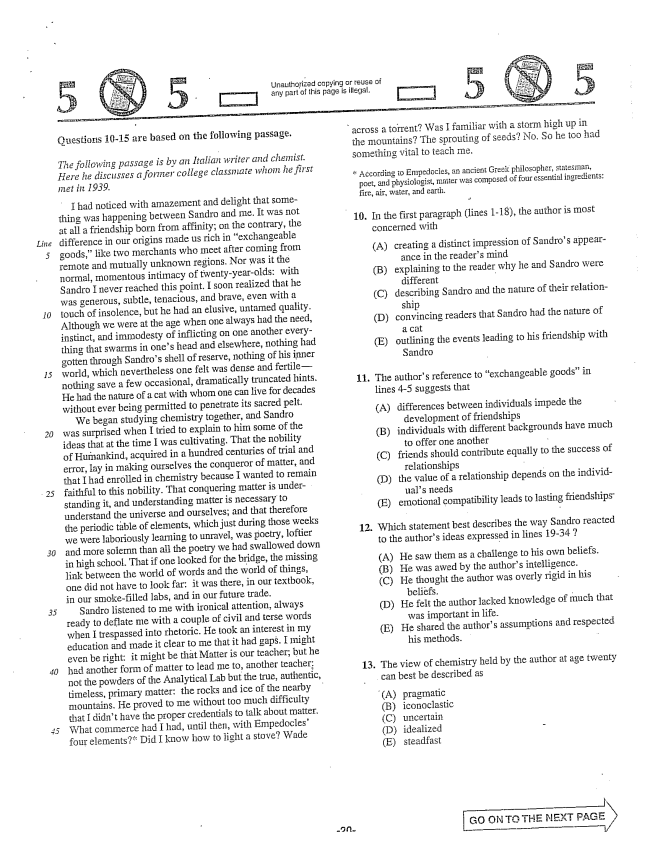 5 5 Unauthorized copying or reuse of
any part of this page is illegal. 5 5
Questions 10-15 are based on the following passage.
The following passage is by an Italian writer and chemist.
Here he discusses a former college classmate whom he first
met in 1939.
I had noticed with amazement and delight that some-
thing was happening between Sandro and me. It was not
at all a friendship born from affinity; on the contrary, the
Line difference in our origins made us rich in "exchangeable
5 goods," like two merchants who meet after coming from
remote and mutually unknown regions. Nor was it the
normal, momentous intimacy of twenty-year-olds: with
Sandro I never reached this point. I soon realized that he
was generous, subtle, tenacious, and brave, even with a
10 touch of insolence, but he had an elusive, untamed quality.
Although we were at the age when one always had the need,
instinct, and immodesty of inflicting on one another every-
thing that swarms in one's head and elsewhere, nothing had
gotten through Sandro's shell of reserve, nothing of his inner
15 world, which nevertheless one felt was dense and fertile—
nothing save a few occasional, dramatically truncated hints.
He had the nature of a cat with whom one can live for decades
without ever being permitted to penetrate its sacred pelt.
We began studying chemistry together, and Sandro
20 was surprised when I tried to explain to him some of the
ideas that at the time I was cultivating. That the nobility
of Humankind, acquired in a hundred centuries of trial and
error, lay in making ourselves the conqueror of matter, and
that I had enrolled in chemistry because I wanted to remain
25 faithful to this nobility. That conquering matter is under-
standing it, and understanding matter is necessary to
understand the universe and ourselves; and that therefore
the periodic table of elements, which just during those weeks
we were laboriously learning to unravel, was poetry, loftier
30 and more solemn than all the poetry we had swallowed down
in high school. That if one looked for the bridge, the missing
link between the world of words and the world of things,
one did not have to look far: it was there, in our textbook,
in our smoke-filled labs, and in our future trade.
35 Sandro listened to me with ironical attention, always
ready to deflate me with a couple of civil and terse words
when I trespassed into rhetoric. He took an interest in my
education and made it clear to me that it had gaps. I might
even be right: it might be that Matter is our teacher; but he
40 had another form of matter to lead me to, another teacher;
not the powders of the Analytical Lab but the true, authentic,
timeless, primary matter: the rocks and ice of the nearby
mountains. He proved to me without too much difficulty
that I didn't have the proper credentials to talk about matter.
45 What commerce had I had, until then, with Empedocles'
four elements?* Did I know how to light a stove? Wade
across a torrent? Was I familiar with a storm high up in
the mountains? The sprouting of seeds? No. So he too had
something vital to teach me.
* According to Empedocles, an ancient Greek philosopher, statesman,
poet, and physiologist, matter was composed of four essential ingredients:
fire, air, water, and earth.
10. In the first paragraph (lines 1-18), the author is most
concerned with
(A) creating a distinct impression of Sandro's appear-
ance in the reader's mind
(B) explaining to the reader why he and Sandro were
different
(C) describing Sandro and the nature of their relation-
ship
(D) convincing readers that Sandro had the nature of
a cat
(E) outlining the events leading to his friendship with
Sandro
11. The author's reference to "exchangeable goods" in
lines 4-5 suggests that
(A) differences between individuals impede the
development of friendships
(B) individuals with different backgrounds have much
to offer one another
(C) friends should contribute equally to the success of
relationships
(D) the value of a relationship depends on the individ-
ual's needs
(E) emotional compatibility leads to lasting friendships
12. Which statement best describes the way Sandro reacted
to the author's ideas expressed in lines 19-34 ?
(A) He saw them as a challenge to his own beliefs.
(B) He was awed by the author's intelligence.
(C) He thought the author was overly rigid in his
beliefs.
(D) He felt the author lacked knowledge of much that
was important in life.
(E) He shared the author's assumptions and respected
his methods.
13. The view of chemistry held by the author at age twenty
can best be described as
(A) pragmatic
(B) iconoclastic
(C) uncertain
(D) idealized
(E) steadfast
GO ON TO THE NEXT PAGE
-20-